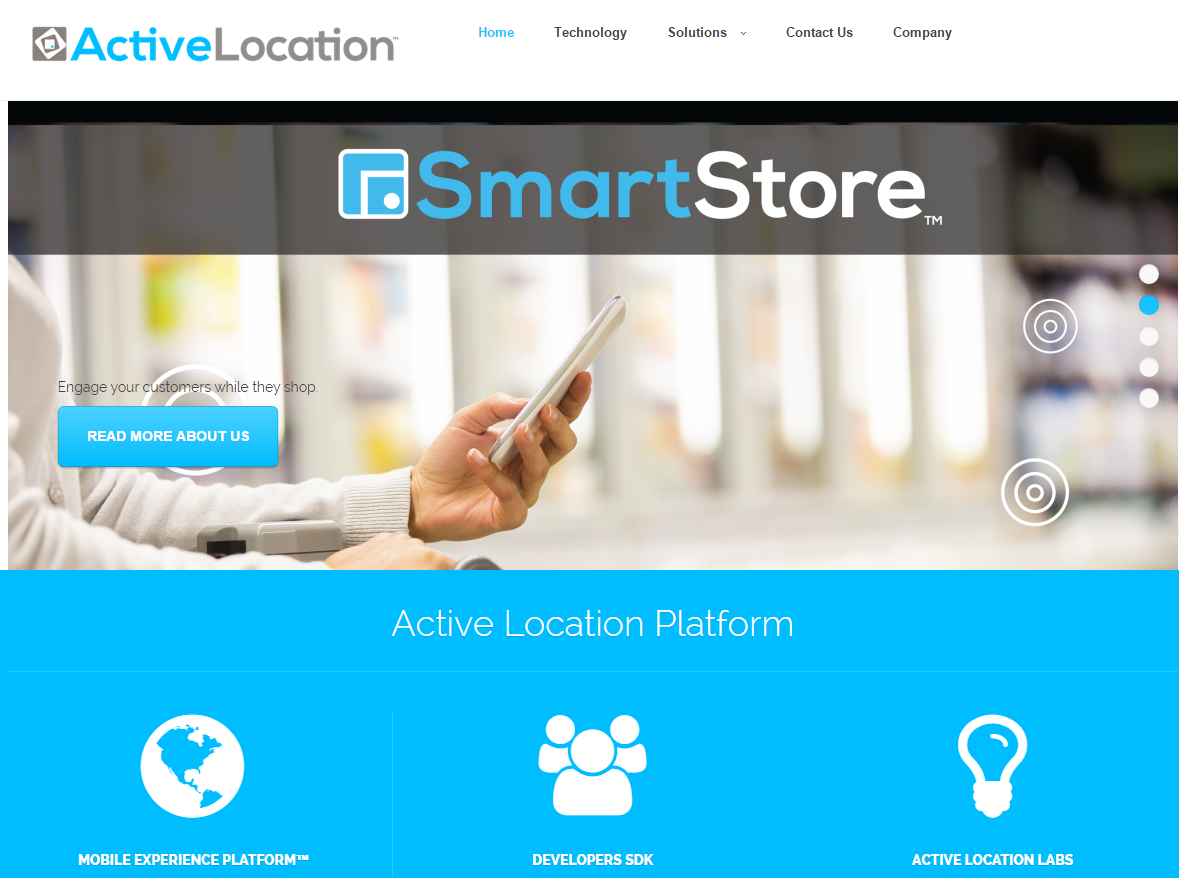 ActiveLocation™
Home Technology Solutions Contact Us Company
SmartStore™
Engage your customers while they shop.
READ MORE ABOUT US
Active Location Platform
MOBILE EXPERIENCE PLATFORM™ DEVELOPERS SDK ACTIVE LOCATION LABS